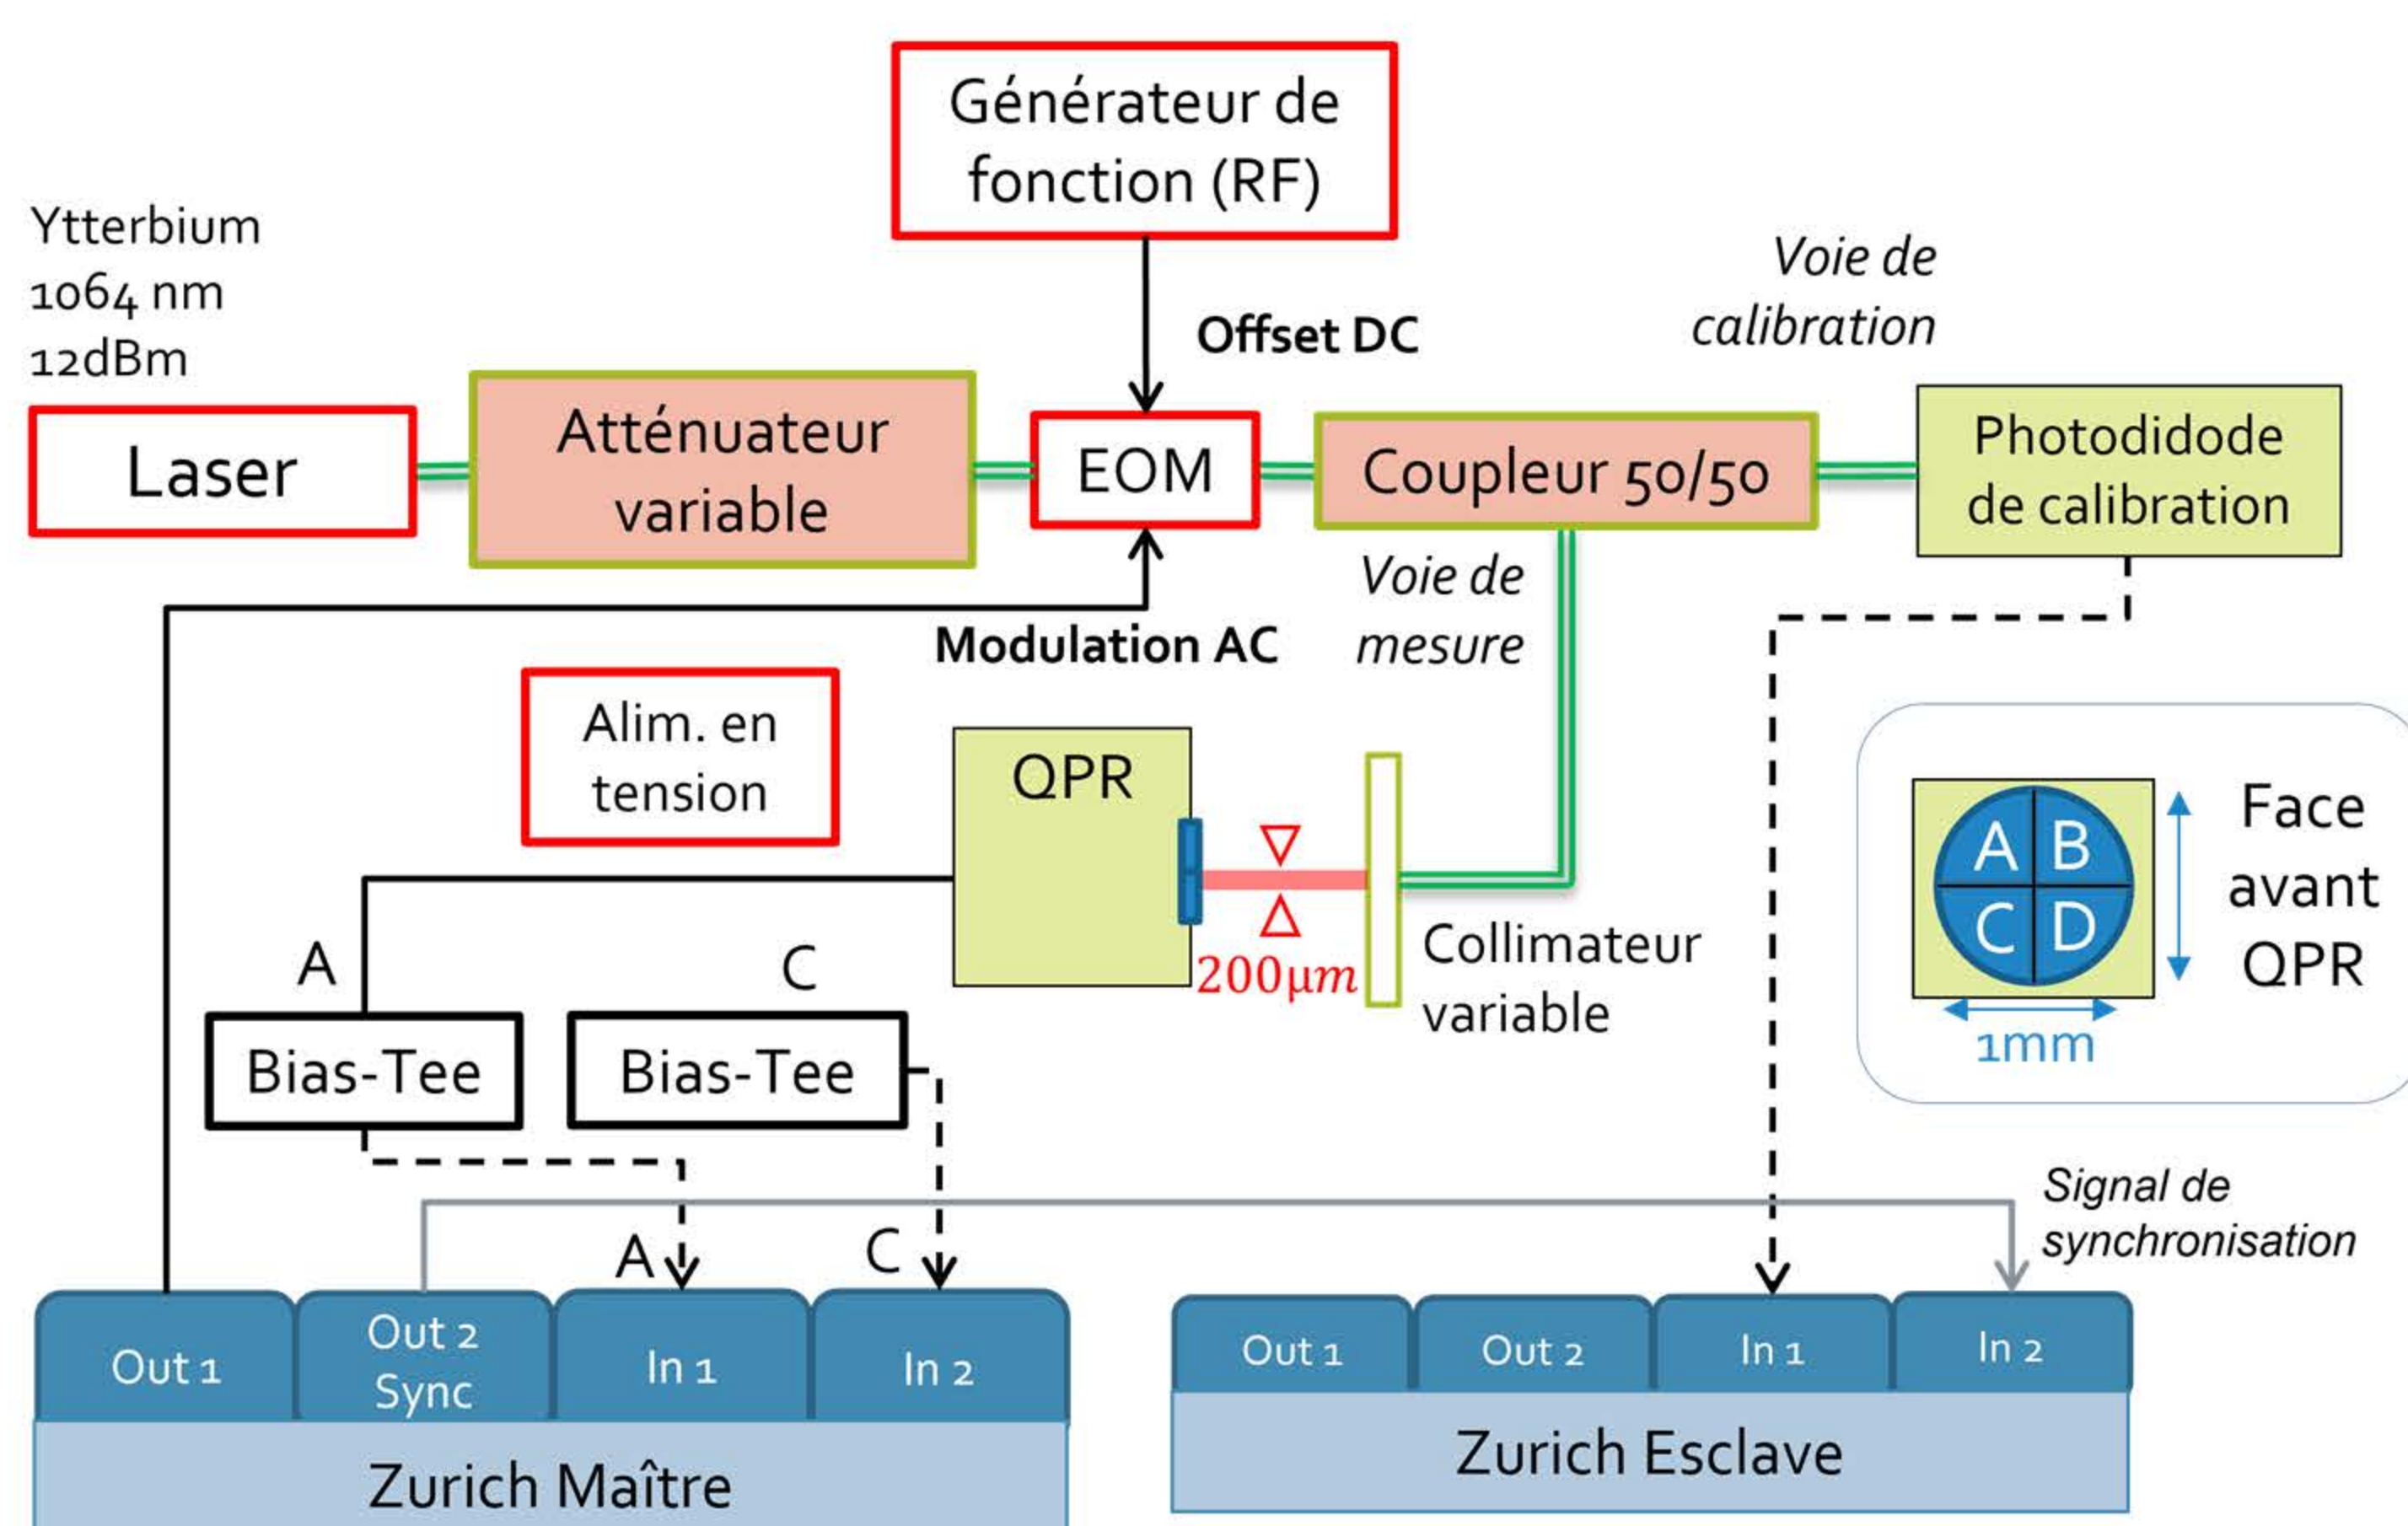 Générateur de
fonction (RF)
Ytterbium
1064 nm
12dBm
Offset DC
Voie de
calibration
Laser
Atténuateur
variable
EOM
Coupleur 50/50
Photodidode
de calibration
Modulation AC
Voie de
mesure
Alim. en
tension
QPR
200μm
Collimateur
variable
A B
C D
1mm
Face
avant
QPR
A
C
Bias-Tee
Bias-Tee
Signal de
synchronisation
A
C
Out 1
Out 2
Sync
In 1
In 2
Zurich Maître
Out 1
Out 2
In 1
In 2
Zurich Esclave